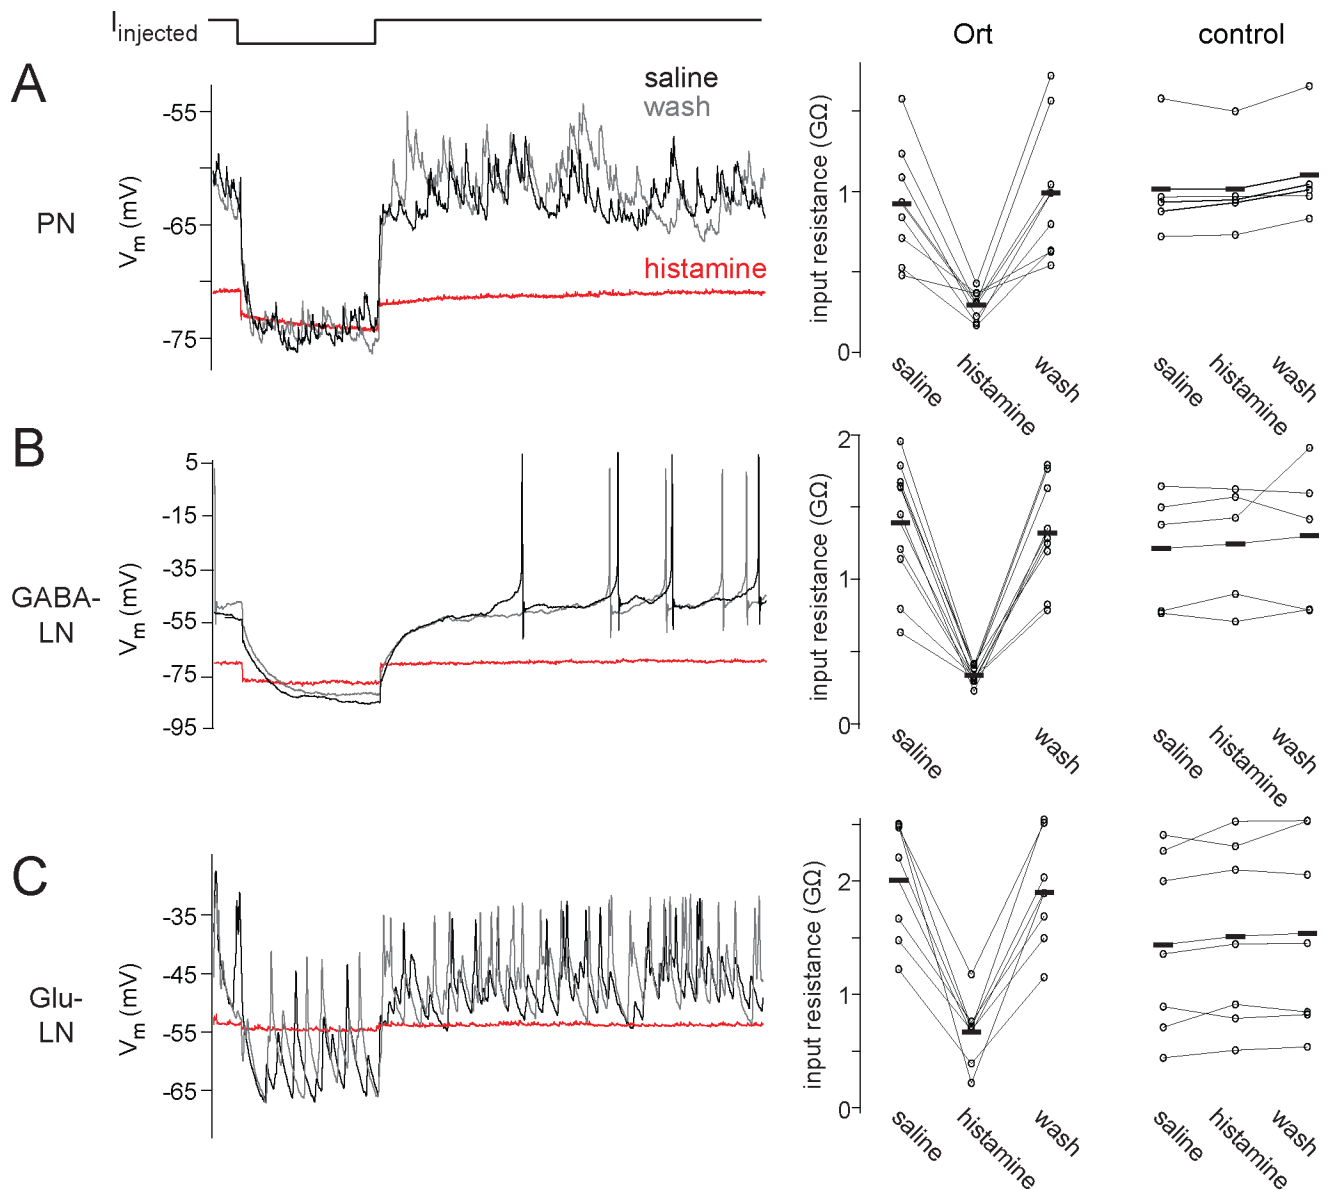 I injected
Ort
control
A
saline
wash
histamine
PN
Vm (mV)
-55
-65
-75
input resistance (GΩ)
1
0
saline
histamine
wash
saline
histamine
wash
B
GABA-
LN
Vm (mV)
5
-15
-35
-55
-75
-95
input resistance (GΩ)
2
1
0
saline
wash
saline
histamine
wash
C
Glu-
LN
Vm (mV)
-35
-45
-55
-65
input resistance (GΩ)
2
1
0
saline
histamine
wash
saline
histamine
wash